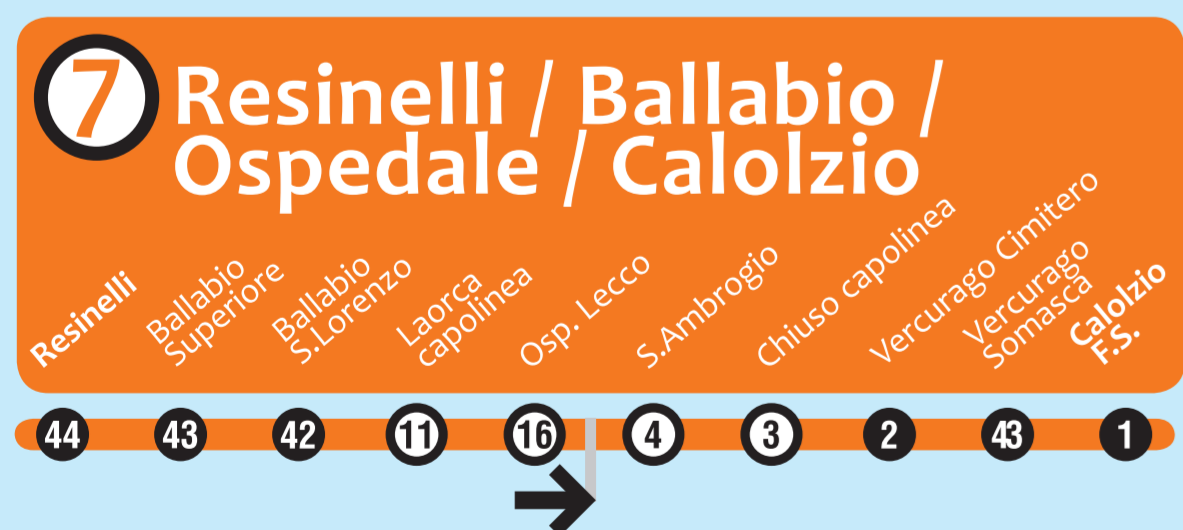 7
Resinelli / Ballabio /
Ospedale / Calolzio
Resinelli
Ballabio
Superiore
Ballabio
S.Lorenzo
Laorca
capolinea
Osp. Lecco
S.Ambrogio
Chiuso capolinea
Vercurago Cimitero
Vercurago
Somasca
Calolzio
F.S.
44 43 42 11 16 4 3 2 43 1